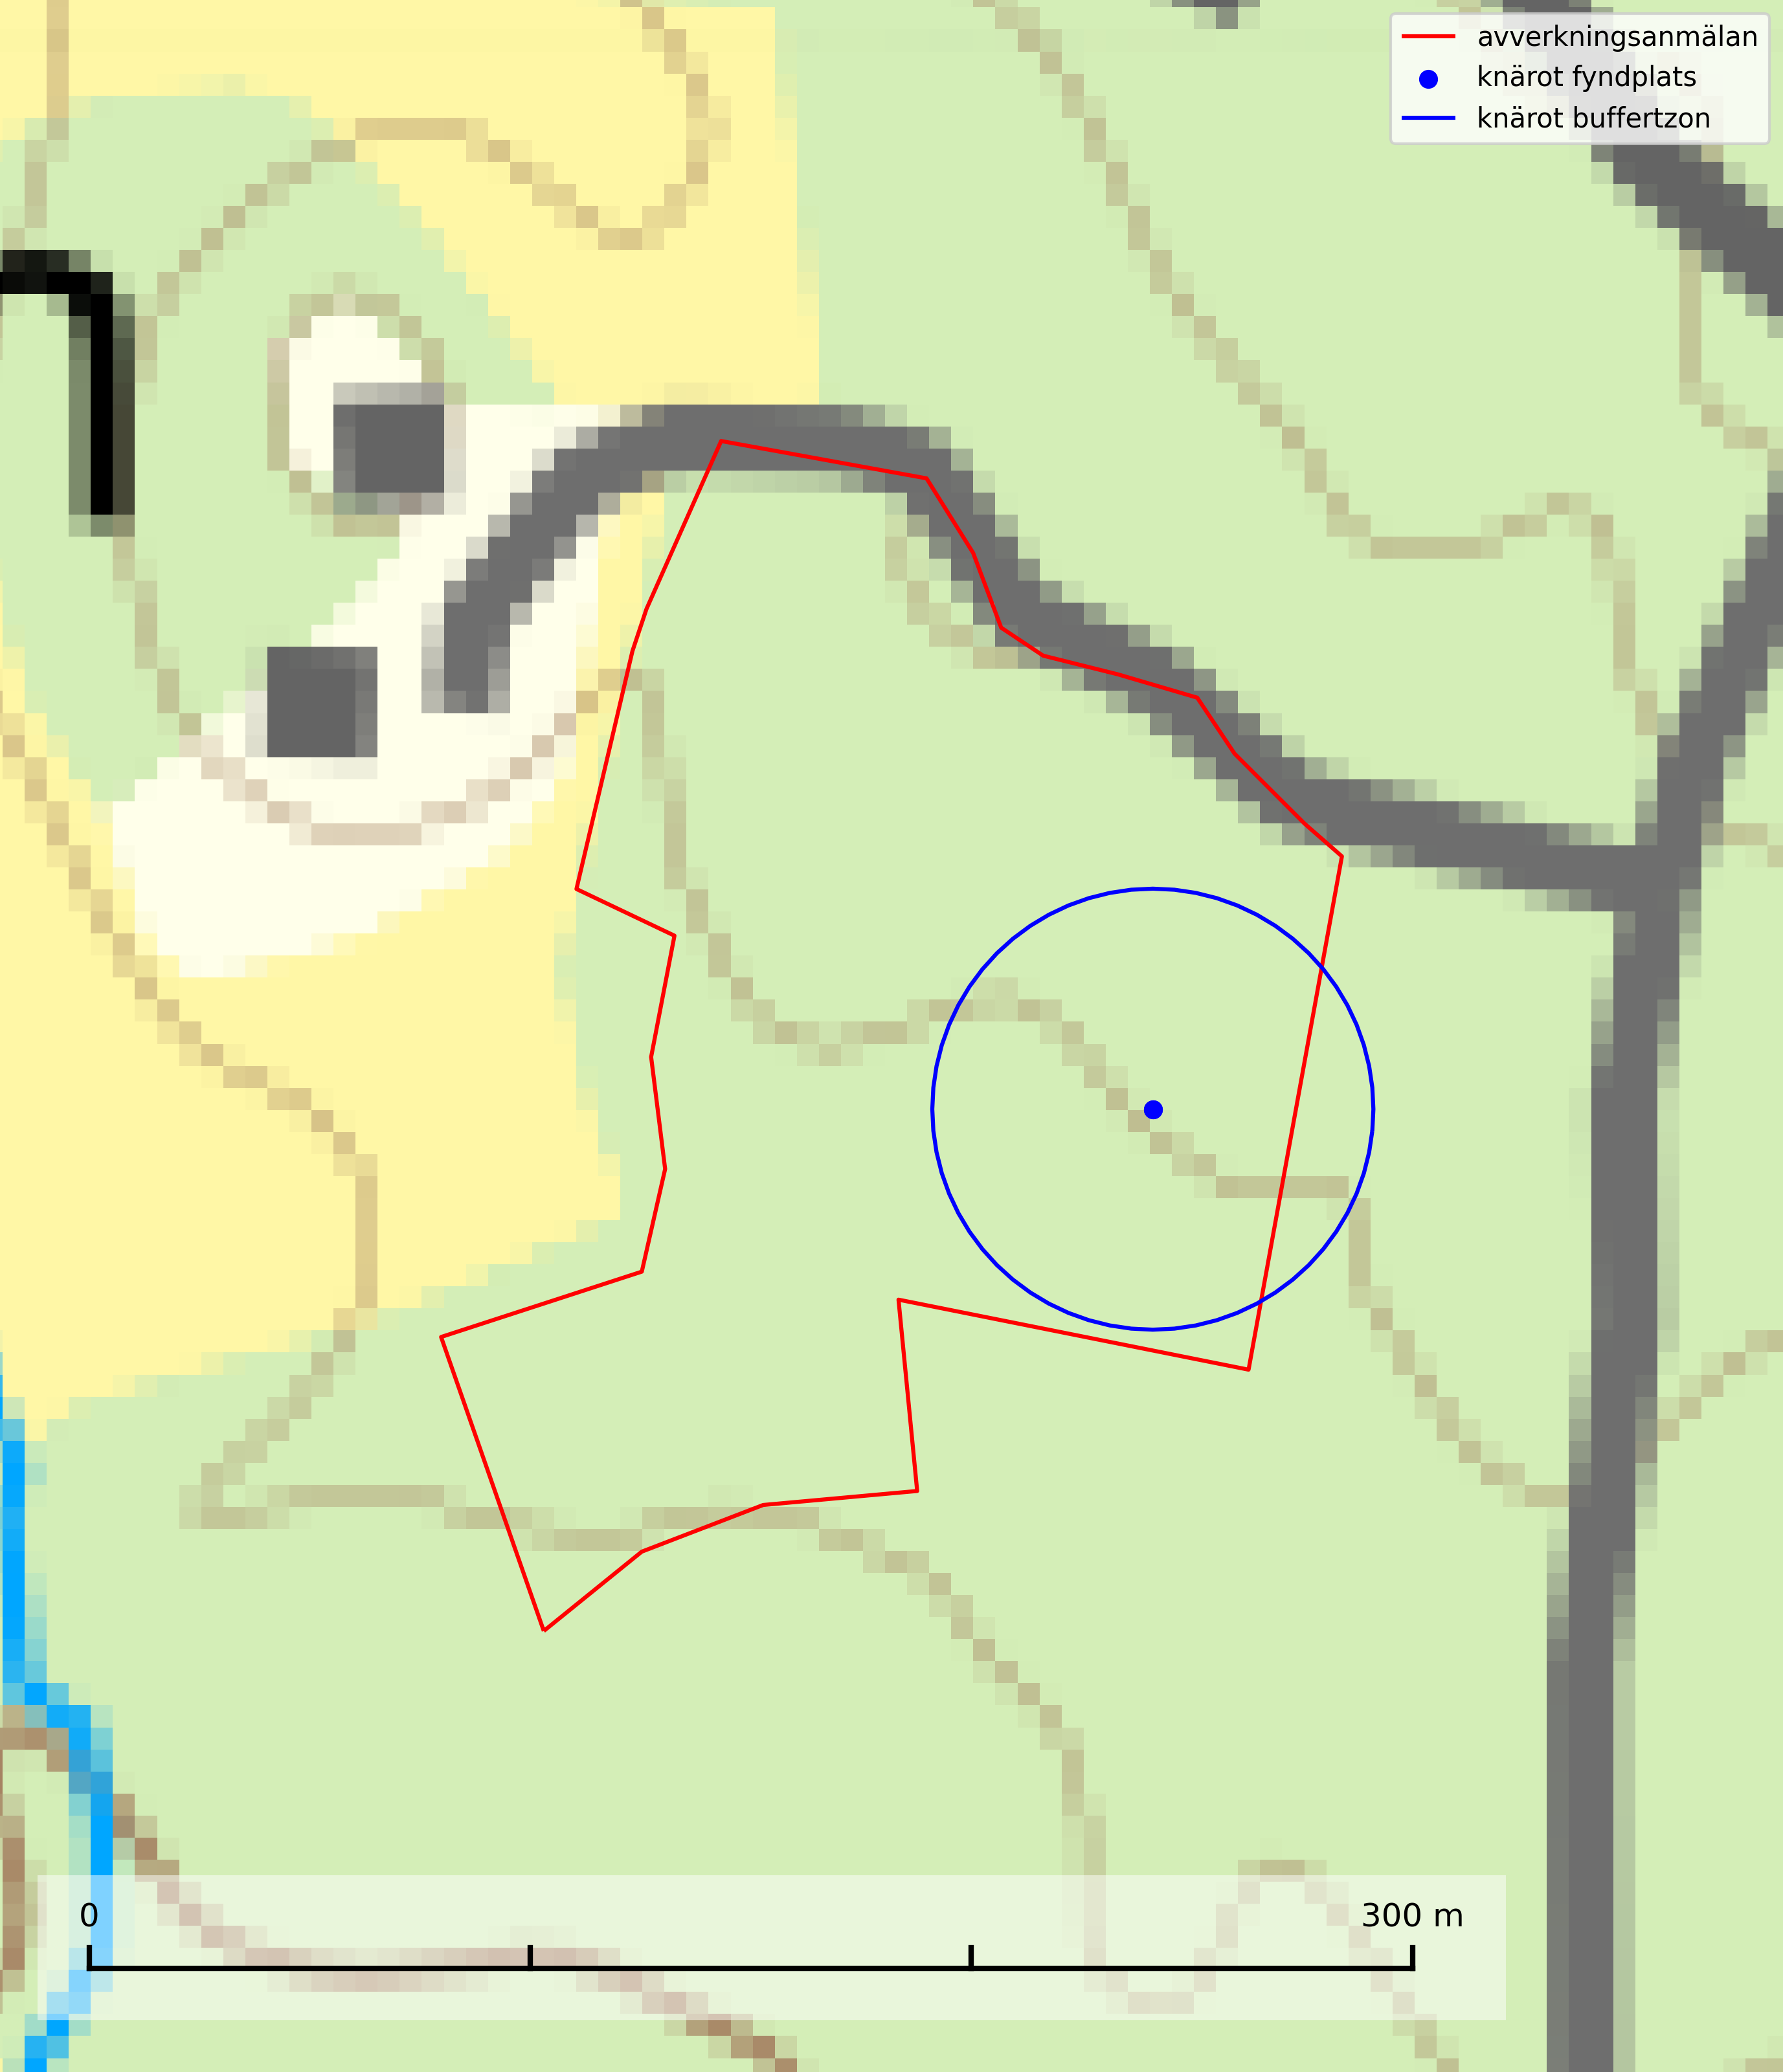 avverkningsanmälan
knärot fyndplats
knärot buffertzon
0 300 m